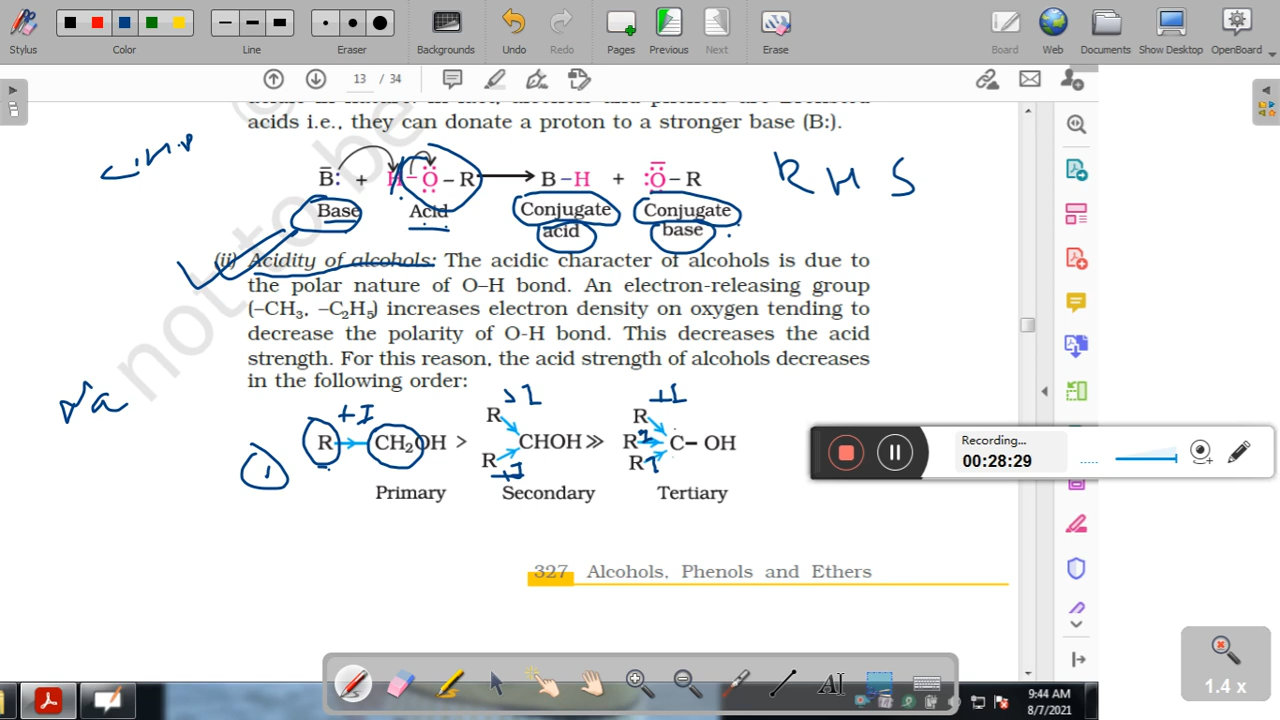 Stylus Color Line Eraser Backgrounds Undo Redo Pages Previous Next Erase Board Web Documents Show Desktop OpenBoard
13 / 34
acids i.e., they can donate a proton to a stronger base (B:).
B̄: + H–Ö–R → B–H + :Ö–R
R H S
Base Acid Conjugate acid Conjugate base
(ii) Acidity of alcohols: The acidic character of alcohols is due to
the polar nature of O–H bond. An electron-releasing group
(–CH₃, –C₂H₅) increases electron density on oxygen tending to
decrease the polarity of O-H bond. This decreases the acid
strength. For this reason, the acid strength of alcohols decreases
in the following order:
+I +I +I
R→CH₂OH > R R CHOH >> R R R C–OH
1 +I I I
Primary Secondary Tertiary
Recording...
00:28:29
327 Alcohols, Phenols and Ethers
not to be
1.4 x
9:44 AM
8/7/2021